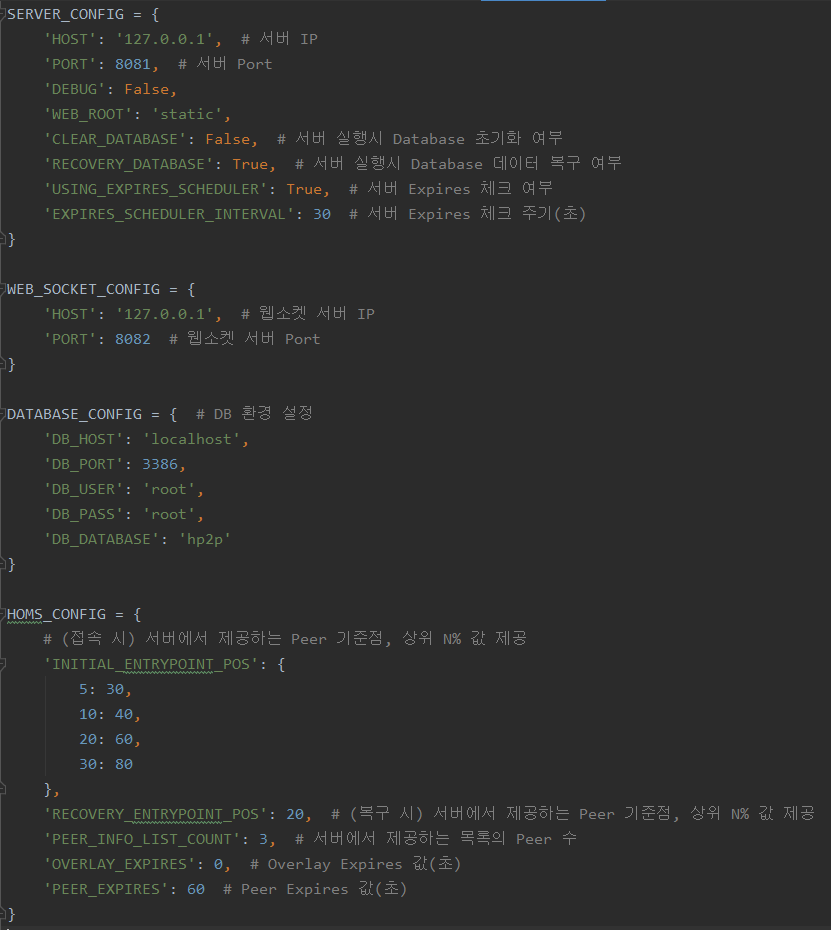 SERVER_CONFIG = {
    'HOST': '127.0.0.1',  # 서버 IP
    'PORT': 8081,  # 서버 Port
    'DEBUG': False,
    'WEB_ROOT': 'static',
    'CLEAR_DATABASE': False,  # 서버 실행시 Database 초기화 여부
    'RECOVERY_DATABASE': True,  # 서버 실행시 Database 데이터 복구 여부
    'USING_EXPIRES_SCHEDULER': True,  # 서버 Expires 체크 여부
    'EXPIRES_SCHEDULER_INTERVAL': 30  # 서버 Expires 체크 주기(초)
}
WEB_SOCKET_CONFIG = {
    'HOST': '127.0.0.1',  # 웹소켓 서버 IP
    'PORT': 8082  # 웹소켓 서버 Port
}
DATABASE_CONFIG = {  # DB 환경 설정
    'DB_HOST': 'localhost',
    'DB_PORT': 3386,
    'DB_USER': 'root',
    'DB_PASS': 'root',
    'DB_DATABASE': 'hp2p'
}
HOMS_CONFIG = {
    # (접속 시) 서버에서 제공하는 Peer 기준점, 상위 N% 값 제공
    'INITIAL_ENTRYPOINT_POS': {
        5: 30,
        10: 40,
        20: 60,
        30: 80
    },
    'RECOVERY_ENTRYPOINT_POS': 20,  # (복구 시) 서버에서 제공하는 Peer 기준점, 상위 N% 값 제공
    'PEER_INFO_LIST_COUNT': 3,  # 서버에서 제공하는 목록의 Peer 수
    'OVERLAY_EXPIRES': 0,  # Overlay Expires 값(초)
    'PEER_EXPIRES': 60  # Peer Expires 값(초)
}